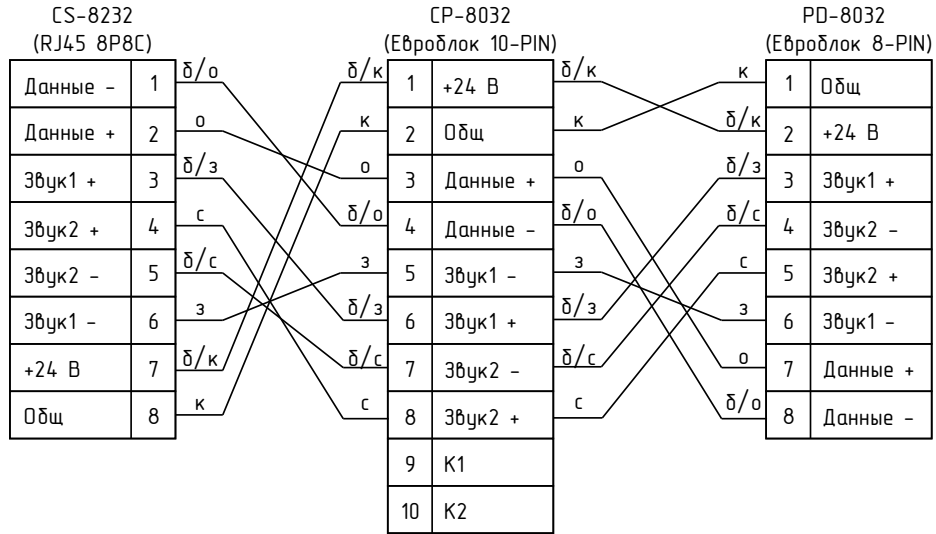 CS-8232
(RJ45 8P8C)
Данные - 1 б/о
Данные + 2 о
Звук1 + 3 б/з
Звук2 + 4 с
Звук2 - 5 б/с
Звук1 - 6 з
+24 В 7 б/к
Общ 8 к
CP-8032
(Евроблок 10-PIN)
б/к 1 +24 В б/к
к 2 Общ к
о 3 Данные + о
б/о 4 Данные - б/о
з 5 Звук1 - з
б/з 6 Звук1 + б/з
б/с 7 Звук2 - б/с
с 8 Звук2 + с
9 К1
10 К2
PD-8032
(Евроблок 8-PIN)
к 1 Общ
б/к 2 +24 В
б/з 3 Звук1 +
б/с 4 Звук2 -
с 5 Звук2 +
з 6 Звук1 -
о 7 Данные +
б/о 8 Данные -